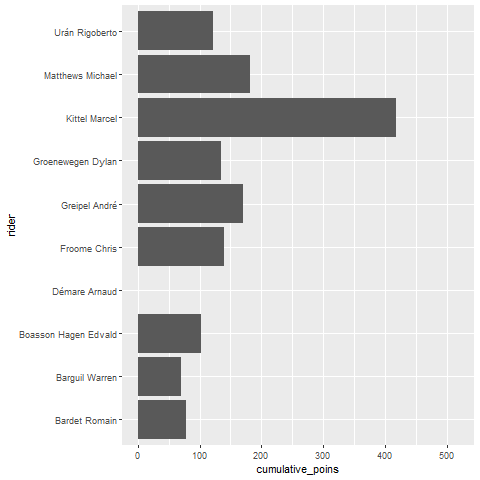 Urán Rigoberto
Matthews Michael
Kittel Marcel
Groenewegen Dylan
Greipel André
Froome Chris
Démare Arnaud
Boasson Hagen Edvald
Barguil Warren
Bardet Romain
rider
0 100 200 300 400 500
cumulative_poins